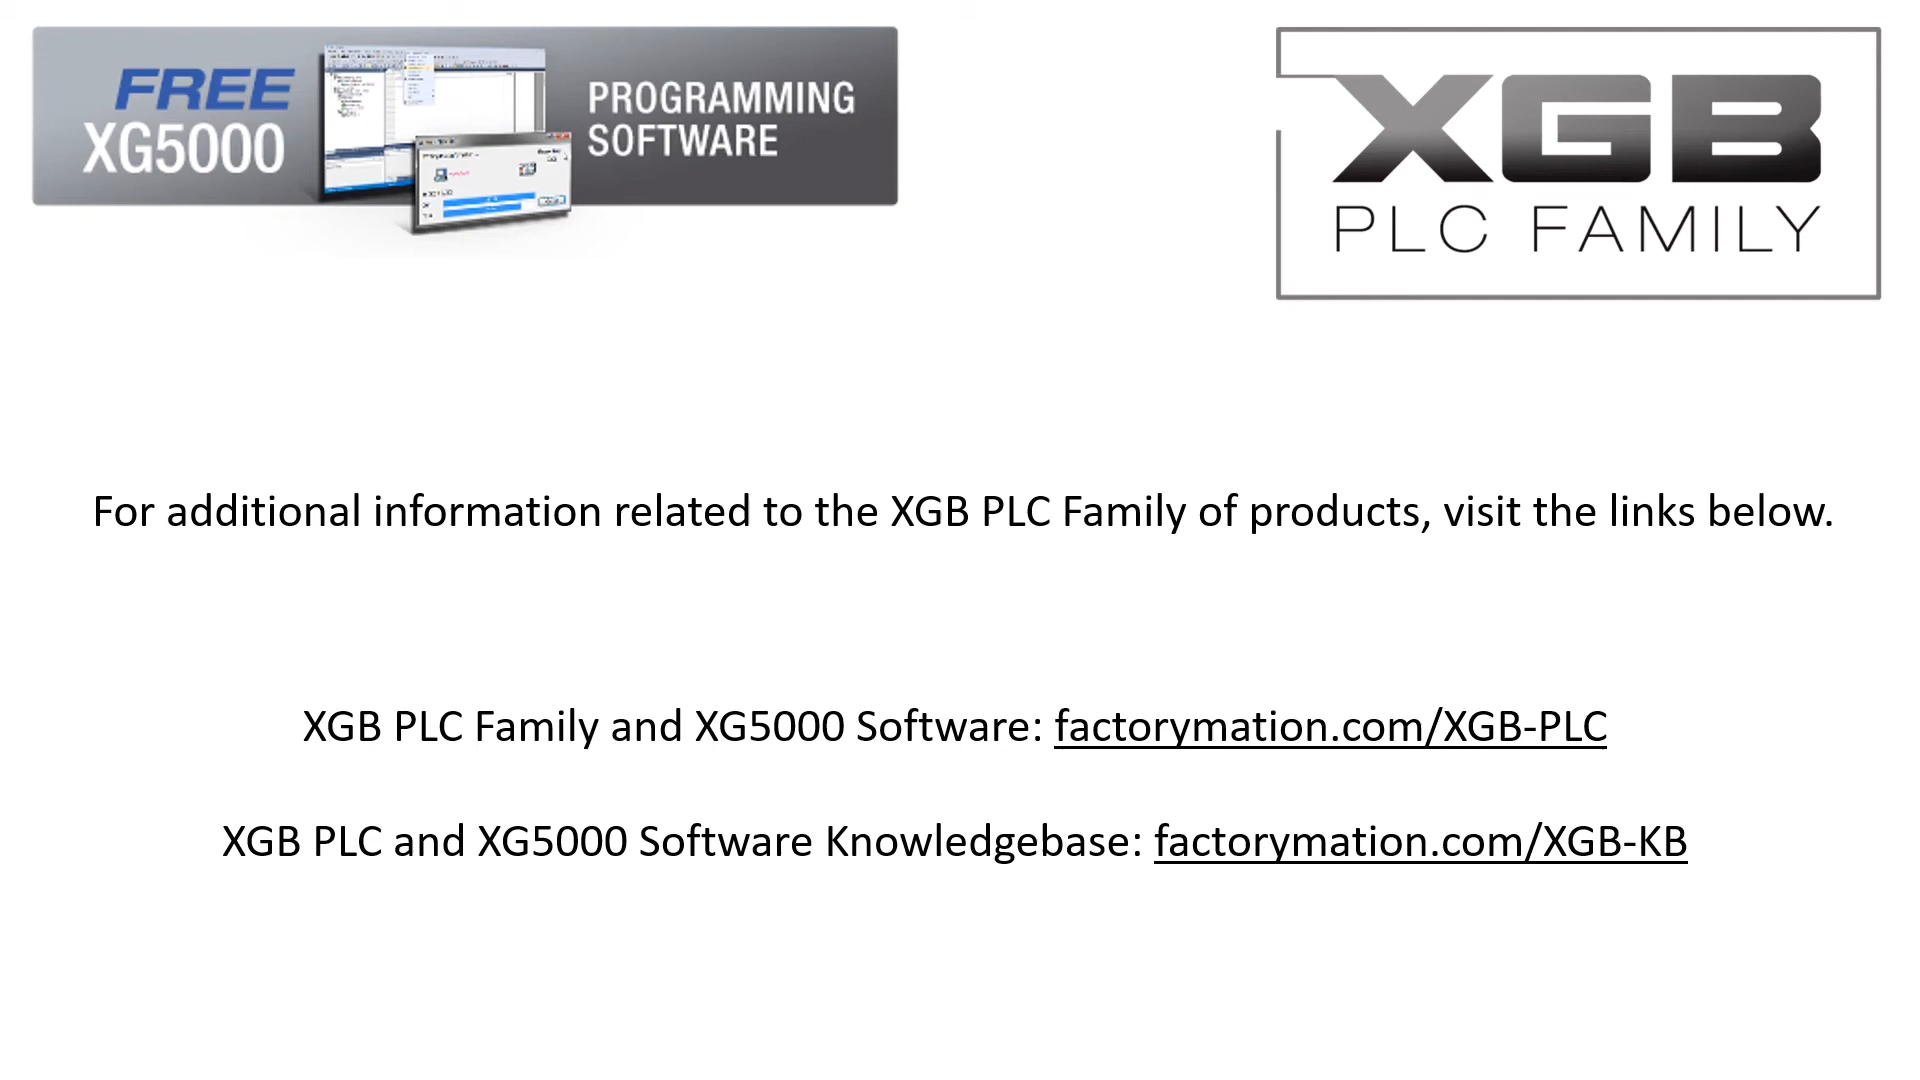 FREE
XG5000
PROGRAMMING
SOFTWARE
XGB
PLC FAMILY
For additional information related to the XGB PLC Family of products, visit the links below.
XGB PLC Family and XG5000 Software: factorymation.com/XGB-PLC
XGB PLC and XG5000 Software Knowledgebase: factorymation.com/XGB-KB